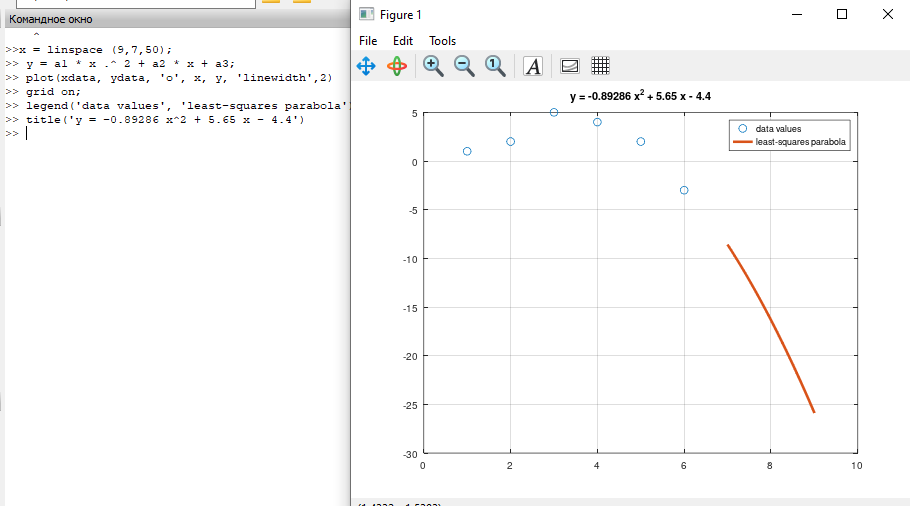 Командное окно
^
>>x = linspace (9,7,50);
>> y = a1 * x .^ 2 + a2 * x + a3;
>> plot(xdata, ydata, 'o', x, y, 'linewidth',2)
>> grid on;
>> legend('data values', 'least-squares parabola'
>> title('y = -0.89286 x^2 + 5.65 x - 4.4')
>>
Figure 1
File Edit Tools
A
y = -0.89286 x² + 5.65 x - 4.4
data values
least-squares parabola
5
0
-5
-10
-15
-20
-25
-30
0 2 4 6 8 10